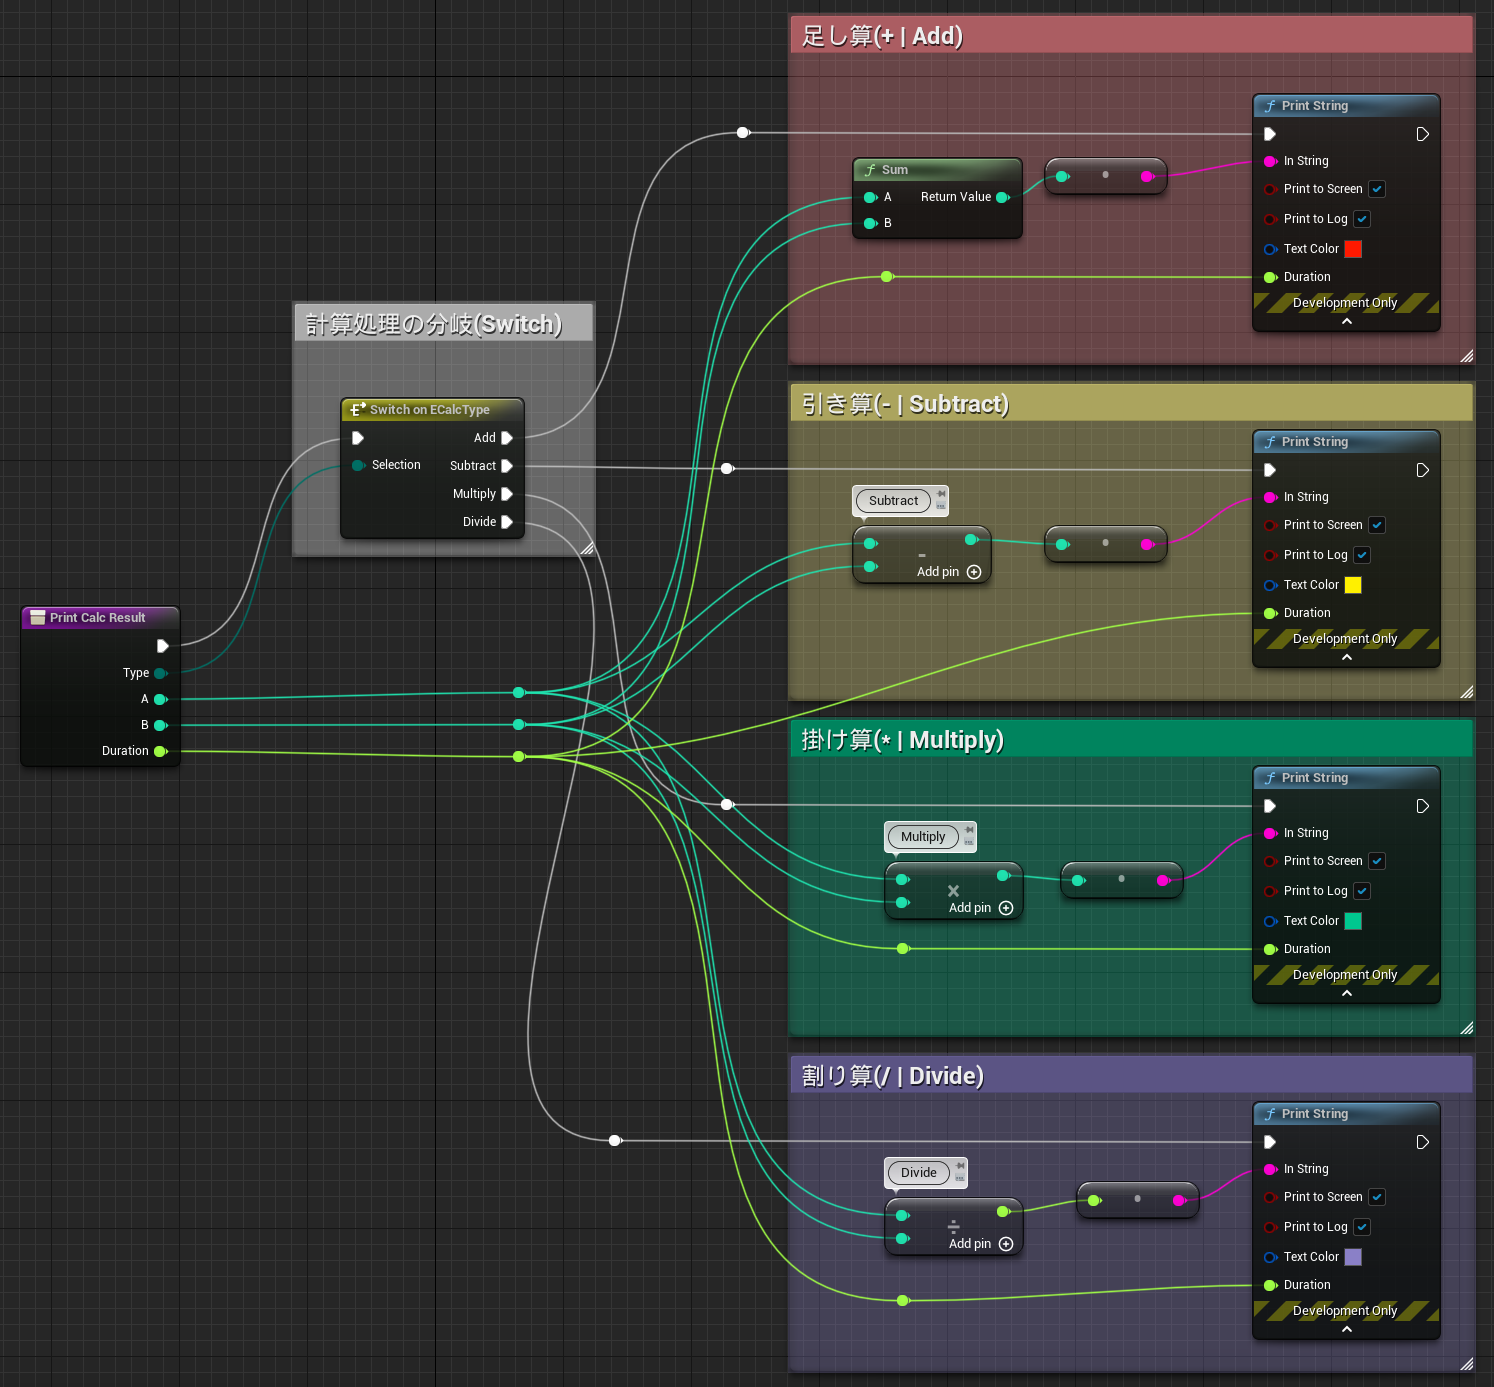 足し算(+ | Add)
Print String
In String
Print to Screen
Print to Log
Text Color
Duration
Development Only
Sum
A Return Value
B
計算処理の分岐(Switch)
Switch on ECalcType
Add
Selection Subtract
Multiply
Divide
引き算(- | Subtract)
Print String
In String
Print to Screen
Print to Log
Text Color
Duration
Development Only
Subtract
-
Add pin
Print Calc Result
Type
A
B
Duration
掛け算(* | Multiply)
Print String
In String
Print to Screen
Print to Log
Text Color
Duration
Development Only
Multiply
×
Add pin
割り算(/ | Divide)
Print String
In String
Print to Screen
Print to Log
Text Color
Duration
Development Only
Divide
÷
Add pin